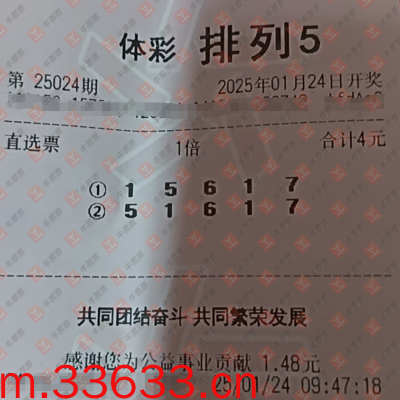 体彩 排列5
第 25024期 2025年01月24日开奖
直选票 1倍 合计4元
① 1 5 6 1 7
② 5 1 6 1 7
共同团结奋斗 共同繁荣发展
感谢您为公益事业贡献 1.48元
m.33633.cn
25/01/24 09:47:18